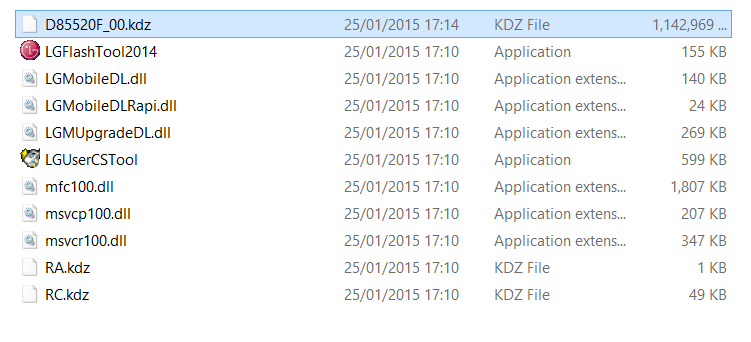 D85520F_00.kdz 25/01/2015 17:14 KDZ File 1,142,969 ...
LGFlashTool2014 25/01/2015 17:10 Application 155 KB
LGMobileDL.dll 25/01/2015 17:10 Application extens... 140 KB
LGMobileDLRapi.dll 25/01/2015 17:10 Application extens... 24 KB
LGMUpgradeDL.dll 25/01/2015 17:10 Application extens... 269 KB
LGUserCSTool 25/01/2015 17:10 Application 599 KB
mfc100.dll 25/01/2015 17:10 Application extens... 1,807 KB
msvcp100.dll 25/01/2015 17:10 Application extens... 207 KB
msvcr100.dll 25/01/2015 17:10 Application extens... 347 KB
RA.kdz 25/01/2015 17:10 KDZ File 1 KB
RC.kdz 25/01/2015 17:10 KDZ File 49 KB